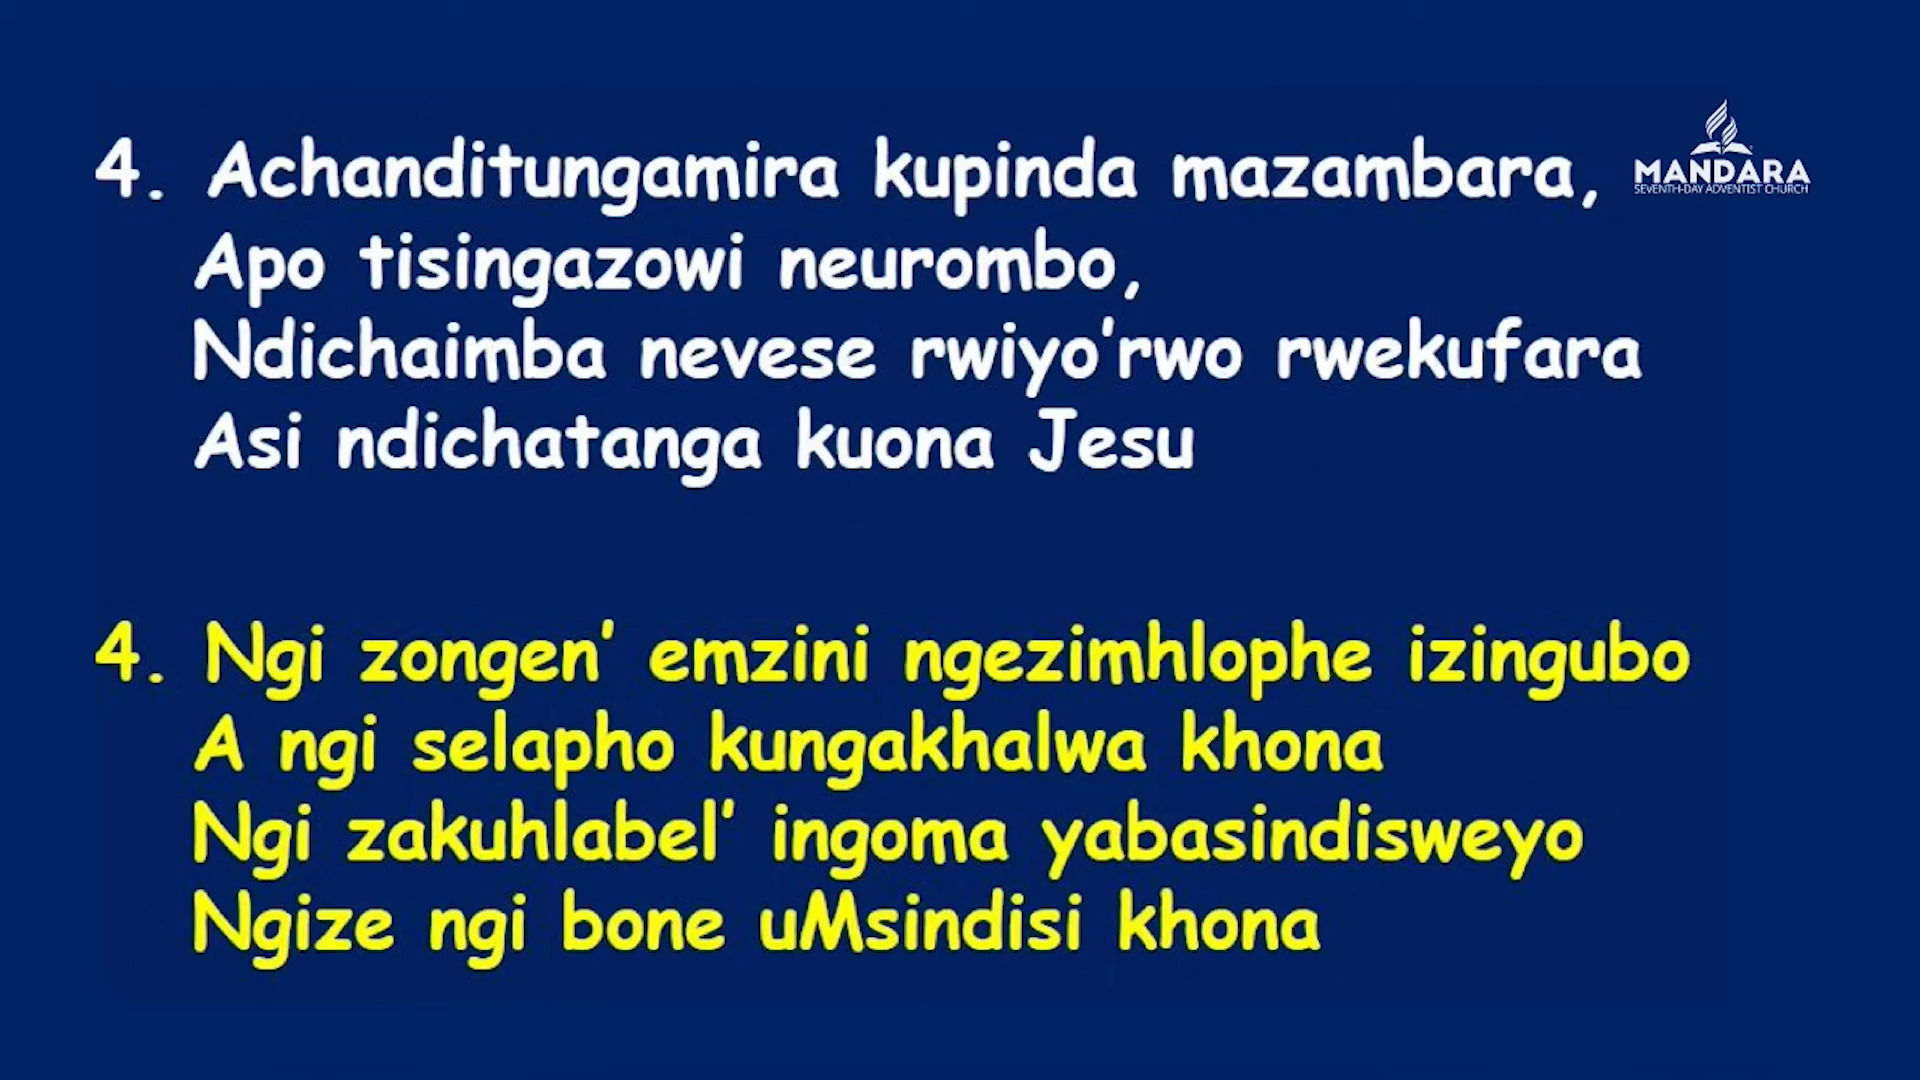 4. Achanditungamira kupinda mazambara,
Apo tisingazowi neurombo,
Ndichaimba nevese rwiyo'rwo rwekufara
Asi ndichatanga kuona Jesu
MANDARA
SEVENTH-DAY ADVENTIST CHURCH
4. Ngi zongen' emzini ngezimhlophe izingubo
A ngi selapho kungakhalwa khona
Ngi zakuhlabel' ingoma yabasindisweyo
Ngize ngi bone uMsindisi khona